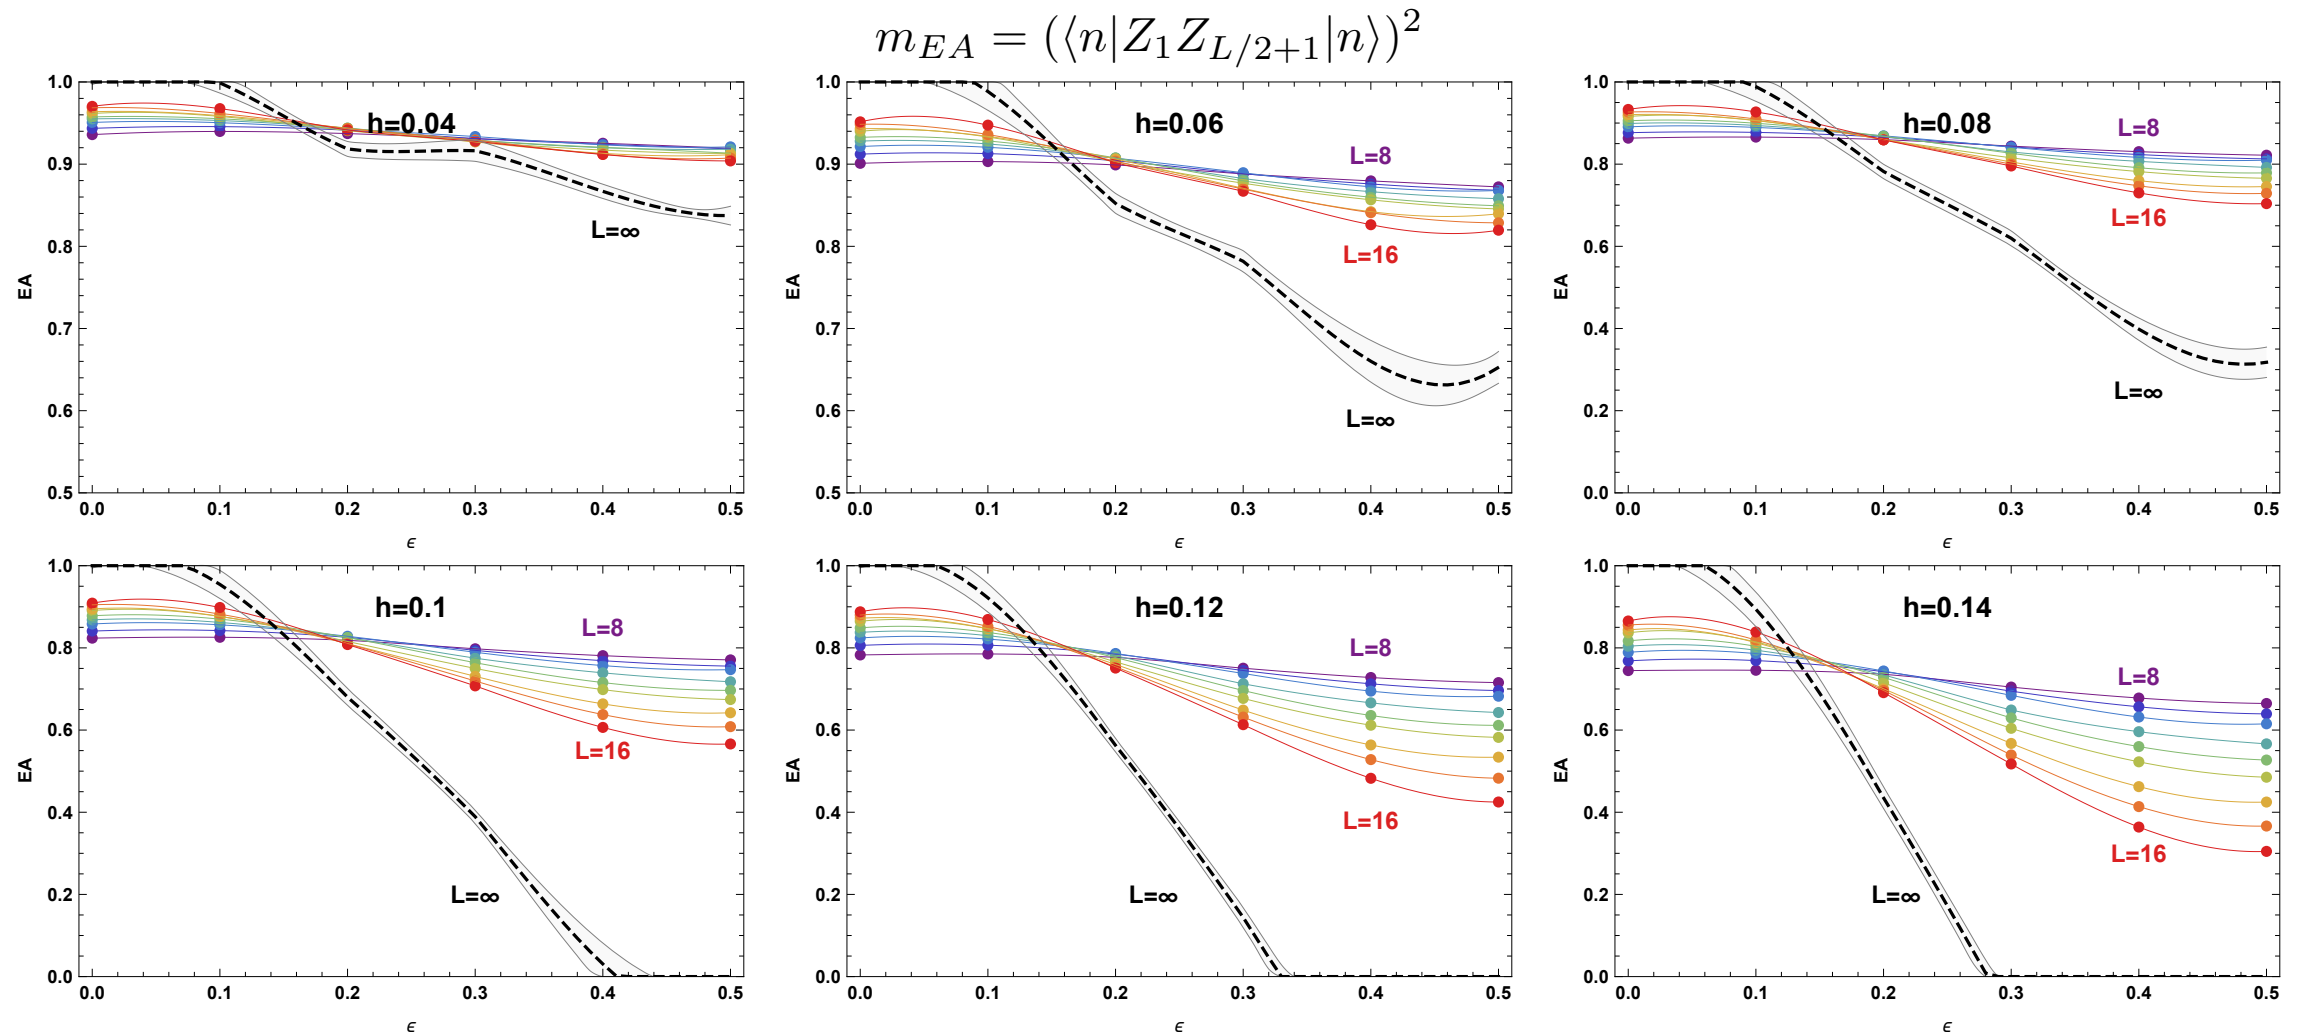 m_{EA} = (⟨n|Z_1 Z_{L/2+1}|n⟩)^2
1.0
0.9
0.8
0.7
0.6
0.5
EA
h=0.04
L=∞
0.0 0.1 0.2 0.3 0.4 0.5
ϵ
1.0
0.9
0.8
0.7
0.6
0.5
EA
h=0.06
L=8
L=16
L=∞
0.0 0.1 0.2 0.3 0.4 0.5
ϵ
1.0
0.8
0.6
0.4
0.2
0.0
EA
h=0.08
L=8
L=16
L=∞
0.0 0.1 0.2 0.3 0.4 0.5
ϵ
1.0
0.8
0.6
0.4
0.2
0.0
EA
h=0.1
L=8
L=16
L=∞
0.0 0.1 0.2 0.3 0.4 0.5
ϵ
1.0
0.8
0.6
0.4
0.2
0.0
EA
h=0.12
L=8
L=16
L=∞
0.0 0.1 0.2 0.3 0.4 0.5
ϵ
1.0
0.8
0.6
0.4
0.2
0.0
EA
h=0.14
L=8
L=16
L=∞
0.0 0.1 0.2 0.3 0.4 0.5
ϵ